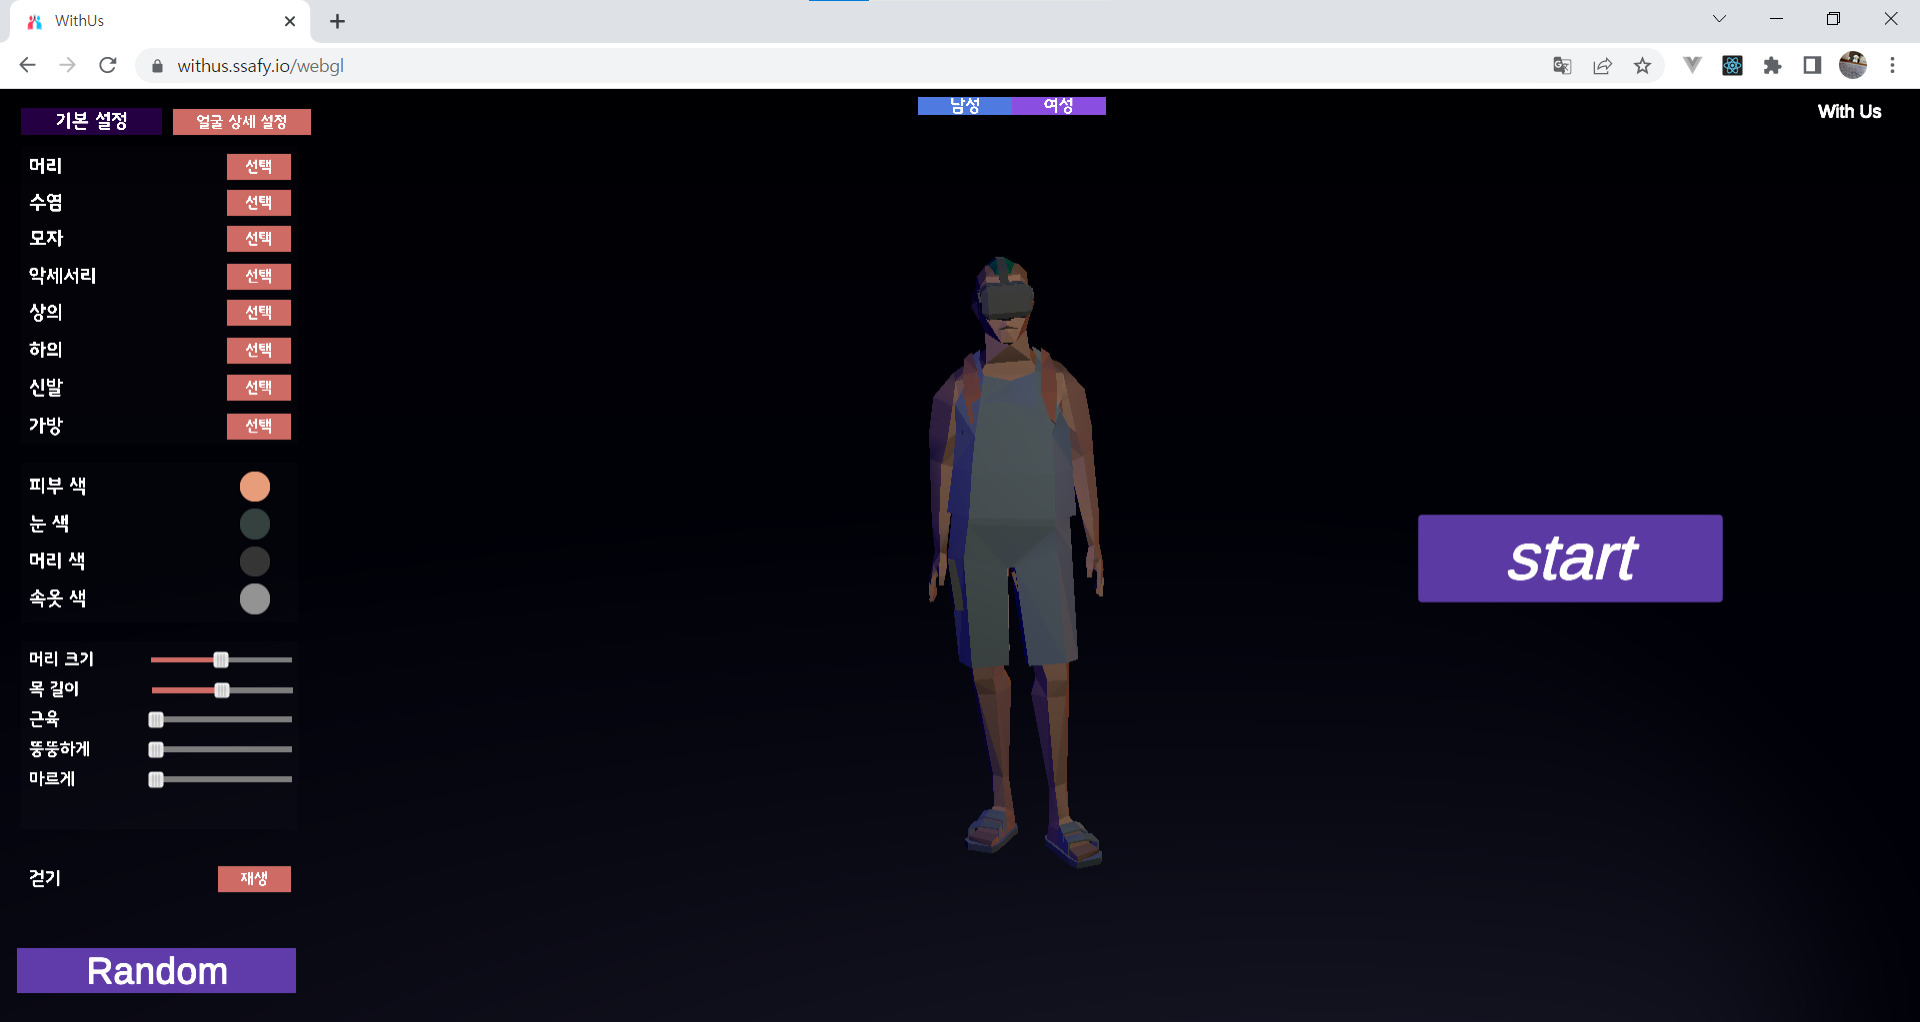 WithUs
withus.ssafy.io/webgl
남성 여성
With Us
기본 설정 얼굴 상세 설정
머리 선택
수염 선택
모자 선택
악세서리 선택
상의 선택
하의 선택
신발 선택
가방 선택
피부 색
눈 색
머리 색
속옷 색
start
머리 크기
목 길이
근육
뚱뚱하게
마르게
걷기 재생
Random